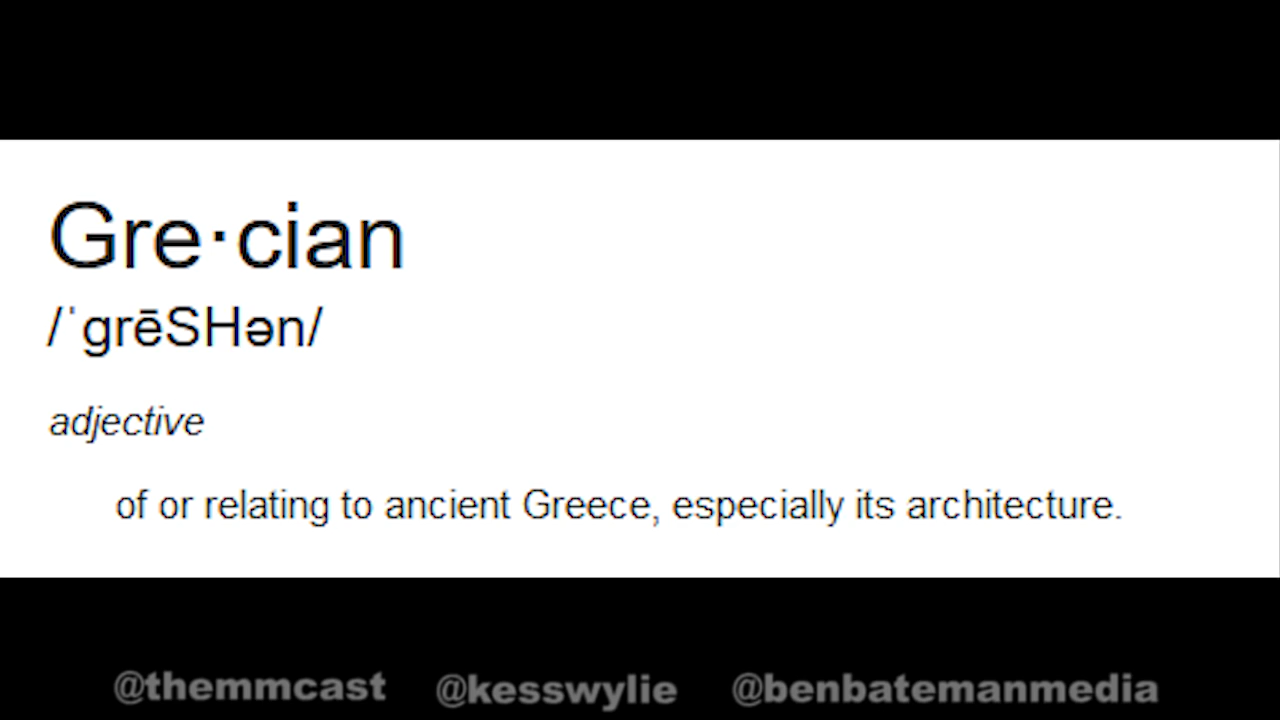 Gre·cian
/ˈgrēSHən/
adjective
of or relating to ancient Greece, especially its architecture.
@themmcast @kesswylie @benbatemanmedia